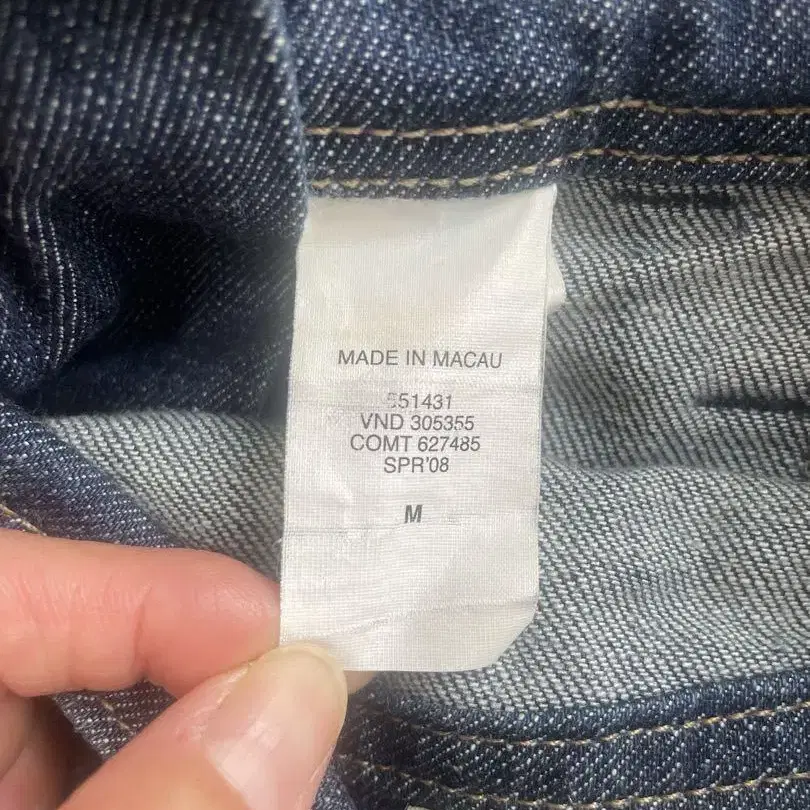 MADE IN MACAU
551431
VND 305355
COMT 627485
SPR'08
M